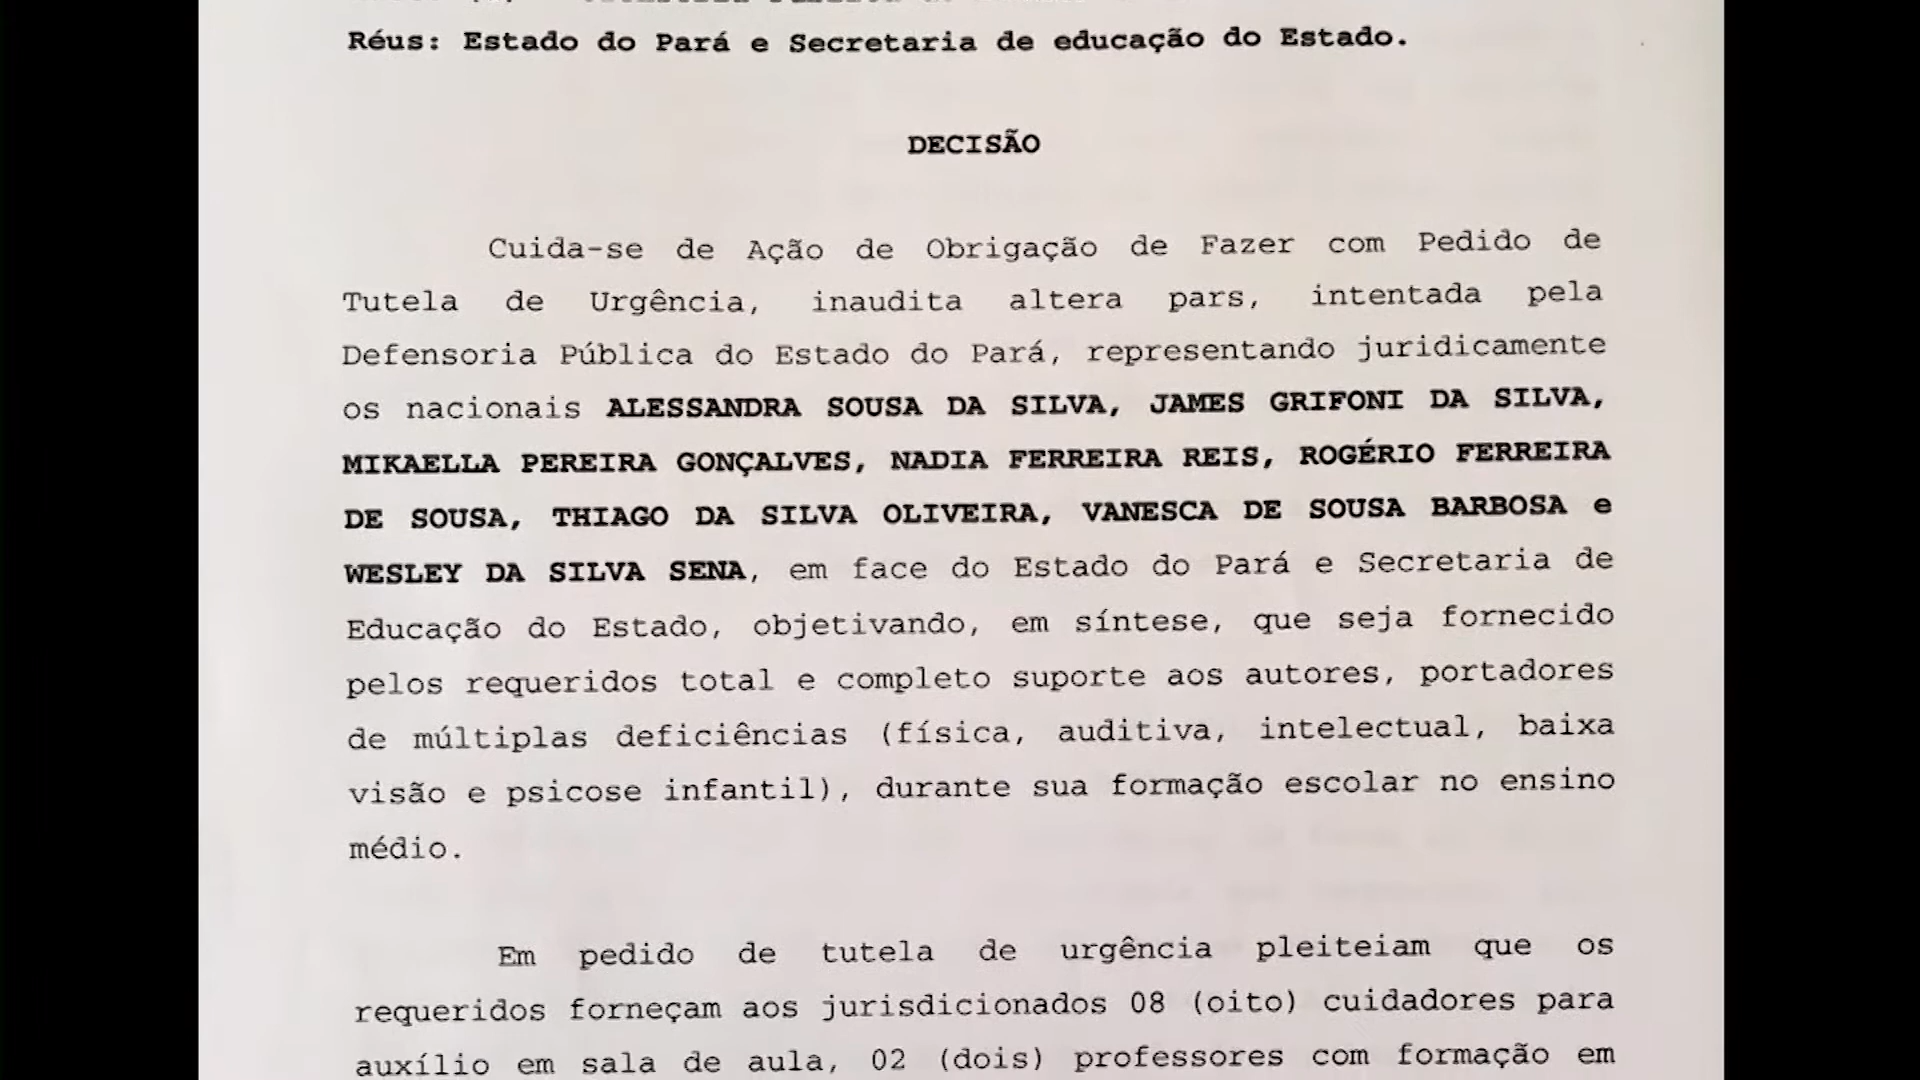 Réus: Estado do Pará e Secretaria de educação do Estado.
DECISÃO
Cuida-se de Ação de Obrigação de Fazer com Pedido de
Tutela de Urgência, inaudita altera pars, intentada pela
Defensoria Pública do Estado do Pará, representando juridicamente
os nacionais ALESSANDRA SOUSA DA SILVA, JAMES GRIFONI DA SILVA,
MIKAELLA PEREIRA GONÇALVES, NADIA FERREIRA REIS, ROGÉRIO FERREIRA
DE SOUSA, THIAGO DA SILVA OLIVEIRA, VANESCA DE SOUSA BARBOSA e
WESLEY DA SILVA SENA, em face do Estado do Pará e Secretaria de
Educação do Estado, objetivando, em síntese, que seja fornecido
pelos requeridos total e completo suporte aos autores, portadores
de múltiplas deficiências (física, auditiva, intelectual, baixa
visão e psicose infantil), durante sua formação escolar no ensino
médio.
Em pedido de tutela de urgência pleiteiam que os
requeridos forneçam aos jurisdicionados 08 (oito) cuidadores para
auxílio em sala de aula, 02 (dois) professores com formação em